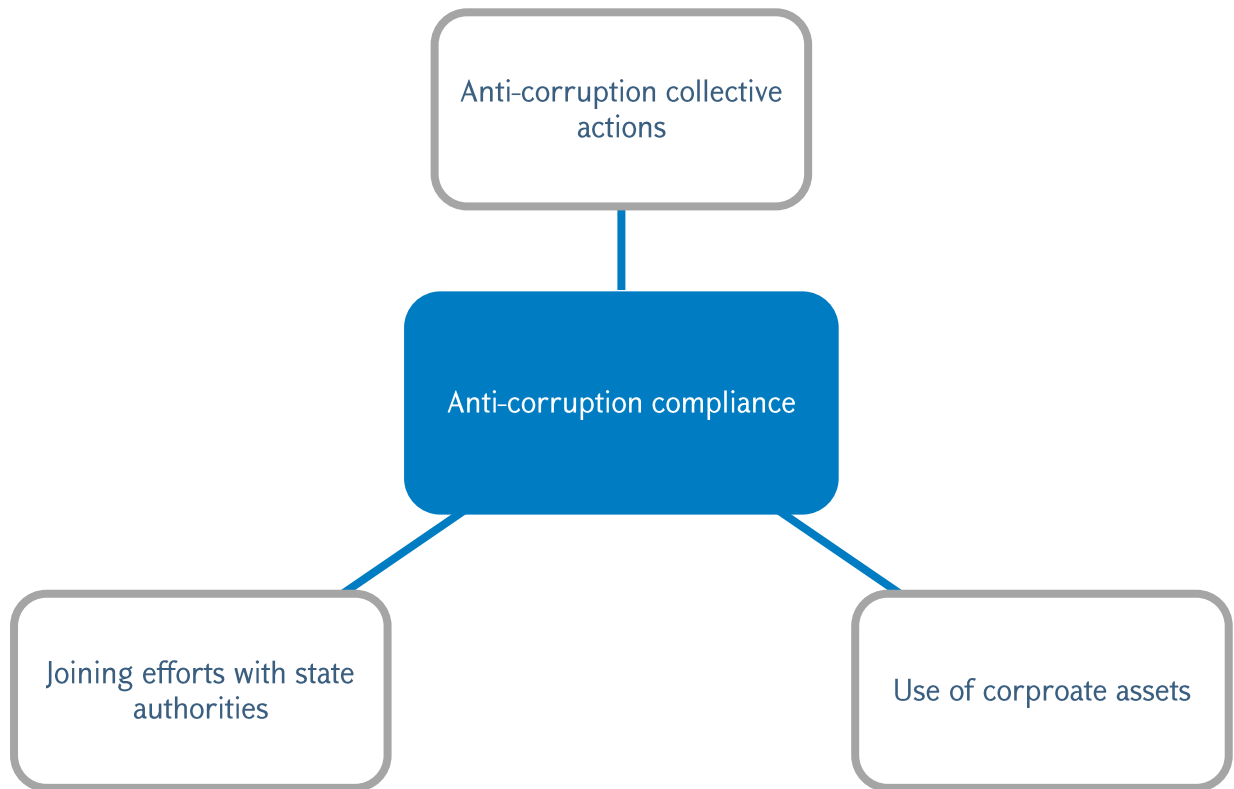 Anti-corruption collective
actions
Anti-corruption compliance
Joining efforts with state
authorities
Use of corproate assets